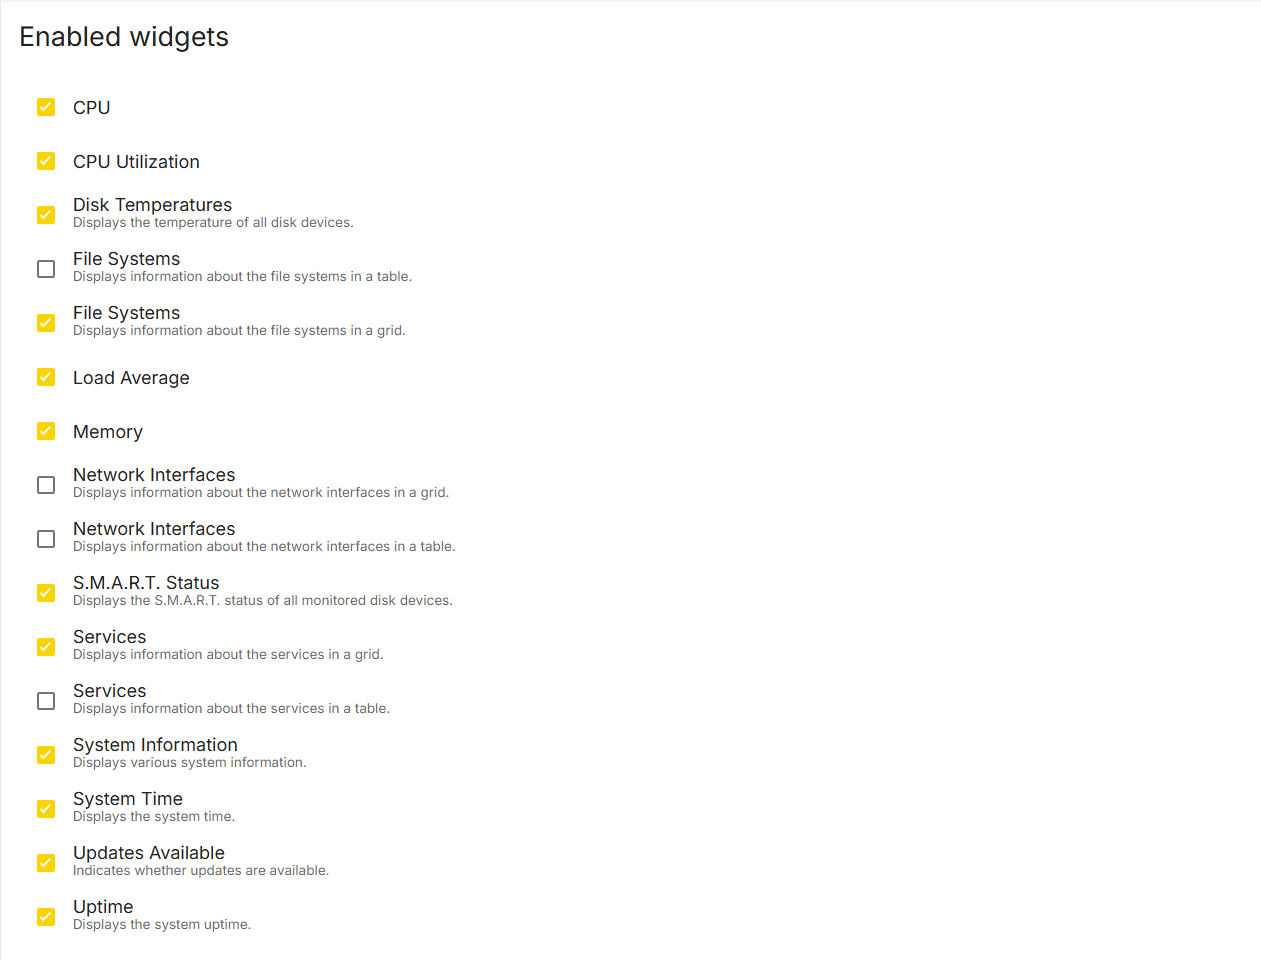 Enabled widgets
CPU
CPU Utilization
Disk Temperatures
Displays the temperature of all disk devices.
File Systems
Displays information about the file systems in a table.
File Systems
Displays information about the file systems in a grid.
Load Average
Memory
Network Interfaces
Displays information about the network interfaces in a grid.
Network Interfaces
Displays information about the network interfaces in a table.
S.M.A.R.T. Status
Displays the S.M.A.R.T. status of all monitored disk devices.
Services
Displays information about the services in a grid.
Services
Displays information about the services in a table.
System Information
Displays various system information.
System Time
Displays the system time.
Updates Available
Indicates whether updates are available.
Uptime
Displays the system uptime.